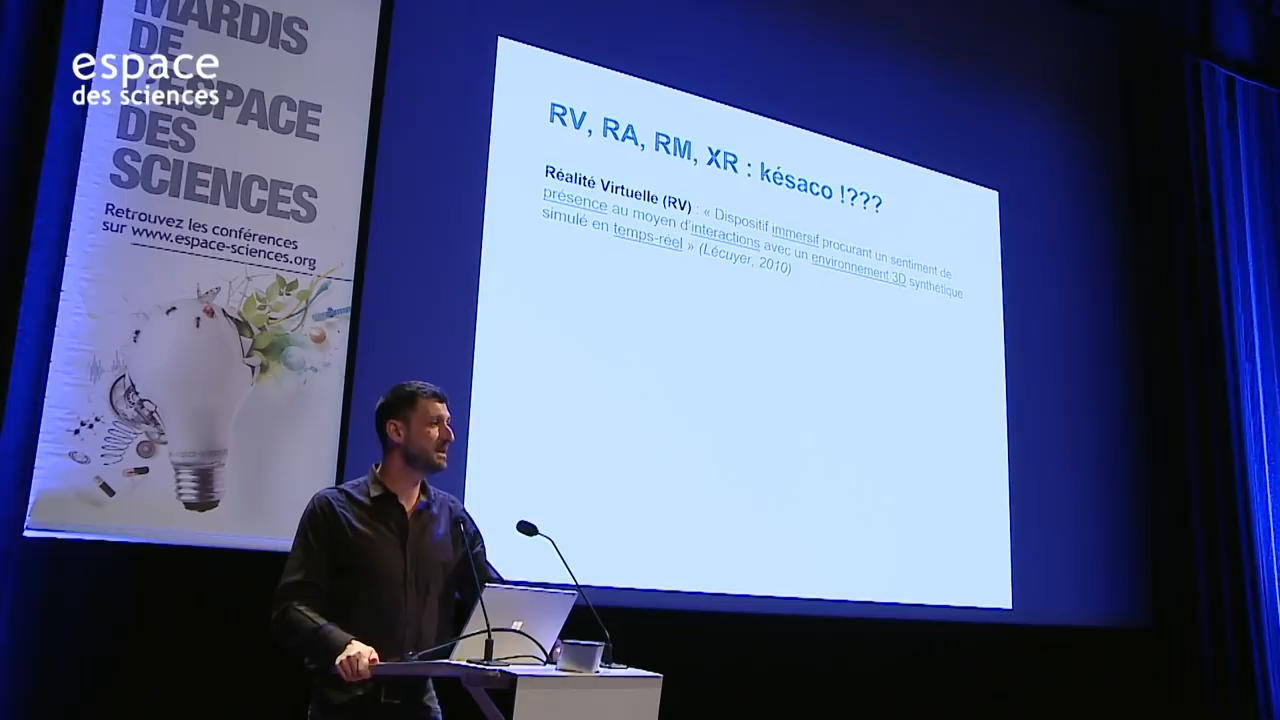 MARDIS
DE
L'ESPACE
DES
SCIENCES
Retrouvez les conférences
sur www.espace-sciences.org
espace
des sciences
RV, RA, RM, XR : késaco !???
Réalité Virtuelle (RV) : « Dispositif immersif procurant un sentiment de
présence au moyen d'interactions avec un environnement 3D synthétique
simulé en temps-réel » (Lécuyer, 2010)